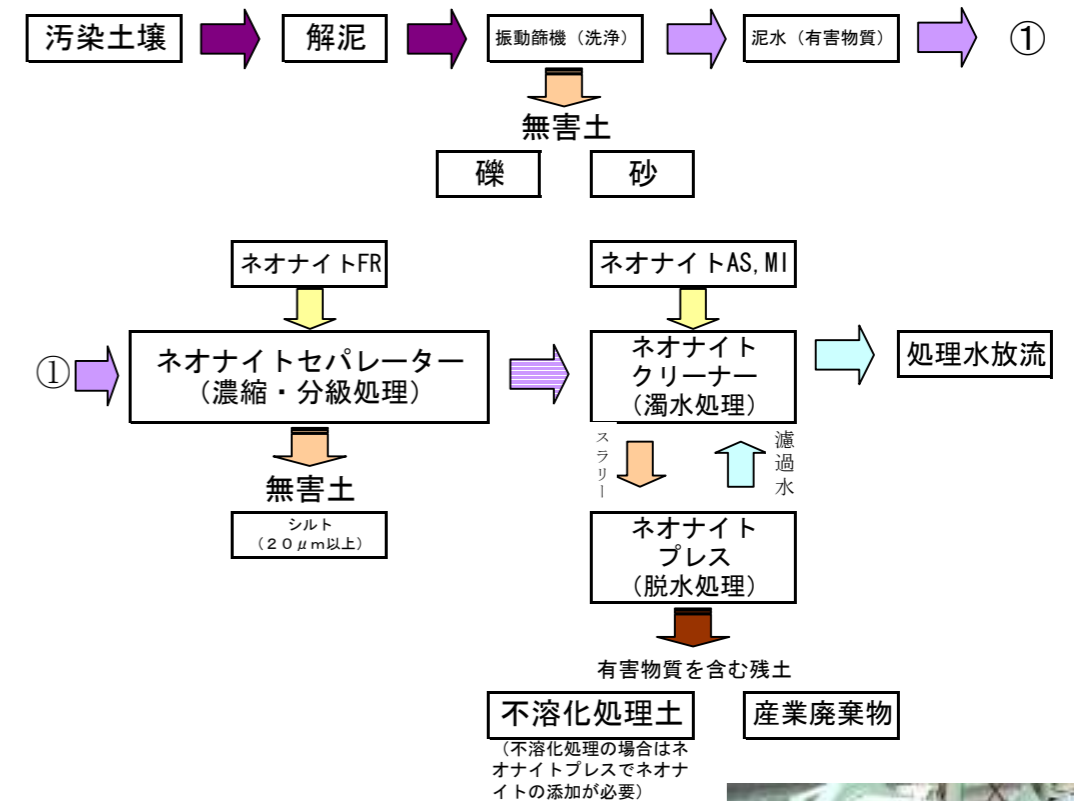 汚染土壌
解泥
振動篩機（洗浄）
泥水（有害物質）
①
無害土
礫
砂
ネオナイトFR
ネオナイトAS,MI
①
ネオナイトセパレーター
（濃縮・分級処理）
ネオナイト
クリーナー
（濁水処理）
処理水放流
スラリー
濾過水
無害土
シルト
（２０μm以上）
ネオナイト
プレス
（脱水処理）
有害物質を含む残土
不溶化処理土
産業廃棄物
（不溶化処理の場合はネ
オナイトプレスでネオナ
イトの添加が必要）